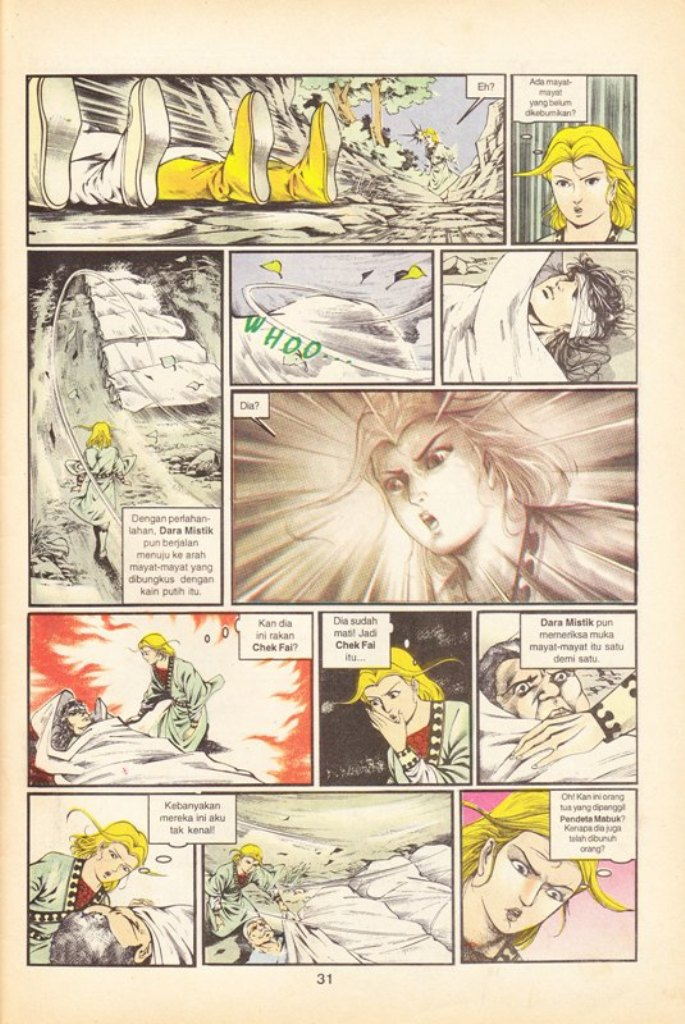 Eh?
Ada mayat-
mayat
yang belum
dikebumikan?
Dengan perlahan-
lahan, Dara Mistik
pun berjalan
menuju ke arah
mayat-mayat yang
dibungkus dengan
kain putih itu.
WHOO...
Dia?
Kan dia
ini rakan
Chek Fai?
Dia sudah
mati! Jadi
Chek Fai
itu...
Dara Mistik pun
memeriksa muka
mayat-mayat itu satu
demi satu.
Kebanyakan
mereka ini aku
tak kenal!
Oh! Kan ini orang
tua yang dipanggil
Pendeta Mabuk?
Kenapa dia juga
telah dibunuh
orang?
31